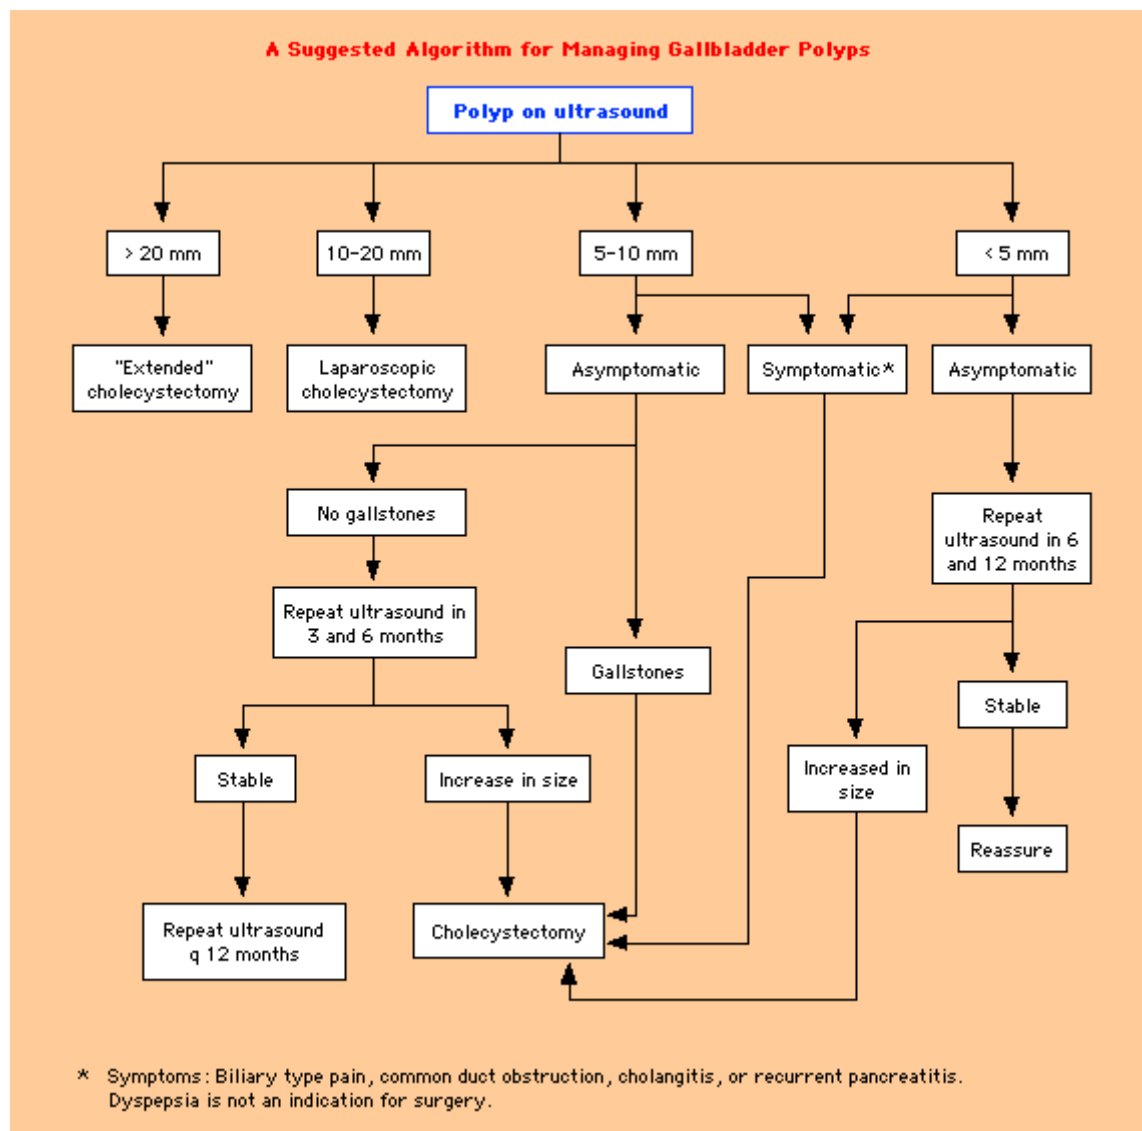 A Suggested Algorithm for Managing Gallbladder Polyps
Polyp on ultrasound
> 20 mm
10-20 mm
5-10 mm
< 5 mm
"Extended"
cholecystectomy
Laparoscopic
cholecystectomy
Asymptomatic
Symptomatic*
Asymptomatic
No gallstones
Repeat
ultrasound in 6
and 12 months
Repeat ultrasound in
3 and 6 months
Gallstones
Stable
Stable
Increase in size
Increased in
size
Reassure
Repeat ultrasound
q 12 months
Cholecystectomy
* Symptoms: Biliary type pain, common duct obstruction, cholangitis, or recurrent pancreatitis.
Dyspepsia is not an indication for surgery.